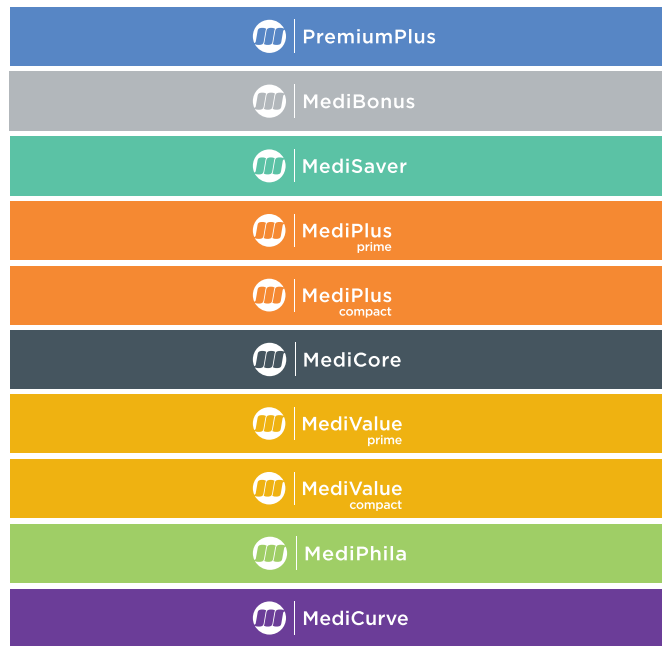 PremiumPlus
MediBonus
MediSaver
MediPlus
prime
MediPlus
compact
MediCore
MediValue
prime
MediValue
compact
MediPhila
MediCurve